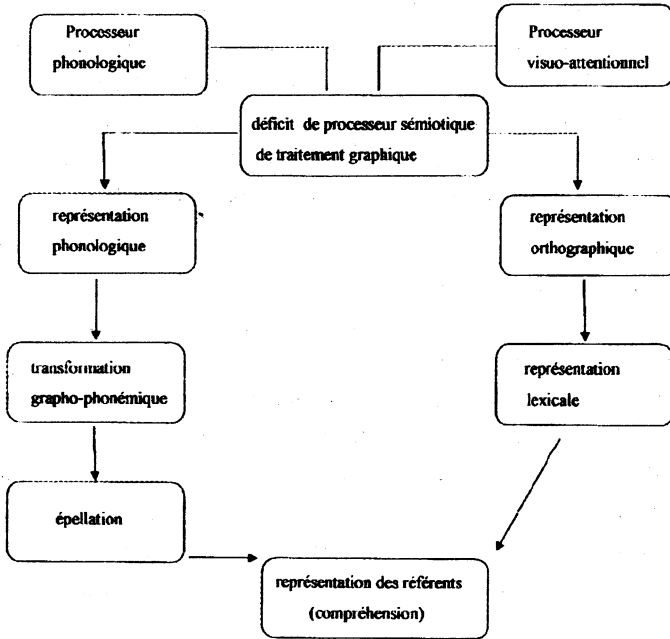 Processeur
phonologique
Processeur
visuo-attentionnel
déficit de processeur sémiotique
de traitement graphique
représentation
phonologique
représentation
orthographique
transformation
grapho-phonémique
représentation
lexicale
épellation
représentation des référents
(compréhension)